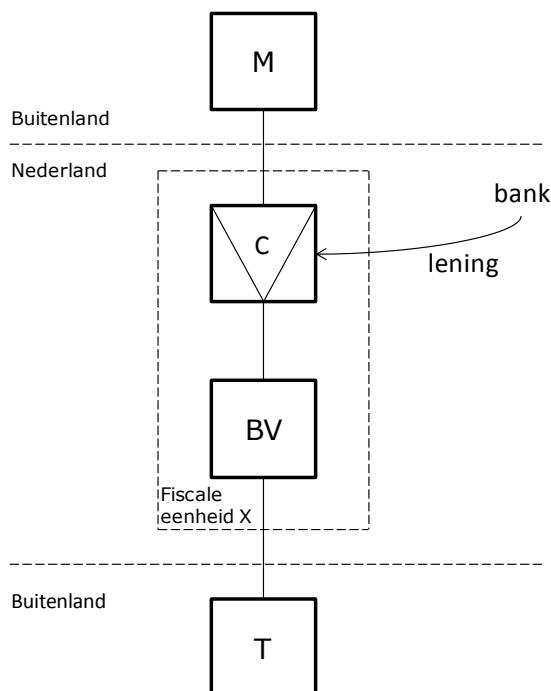 M
Buitenland
Nederland
bank
C
lening
BV
Fiscale
eenheid X
Buitenland
T